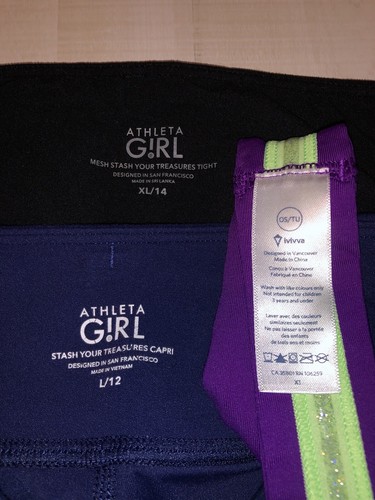 ATHLETA
G!RL
MESH STASH YOUR TREASURES TIGHT
DESIGNED IN SAN FRANCISCO
MADE IN SRI LANKA
XL/14
ATHLETA
G!RL
STASH YOUR TREASURES CAPRI
DESIGNED IN SAN FRANCISCO
MADE IN VIETNAM
L/12
OS/TU
ivivva
Designed in Vancouver
Made in China
Conçu à Vancouver
Fabriqué en Chine
Wash with like colours only
Not intended for children
3 years and under
Laver avec des couleurs
similaires seulement
Ne pas laisser à la portée
des enfants
de trois ans et moins